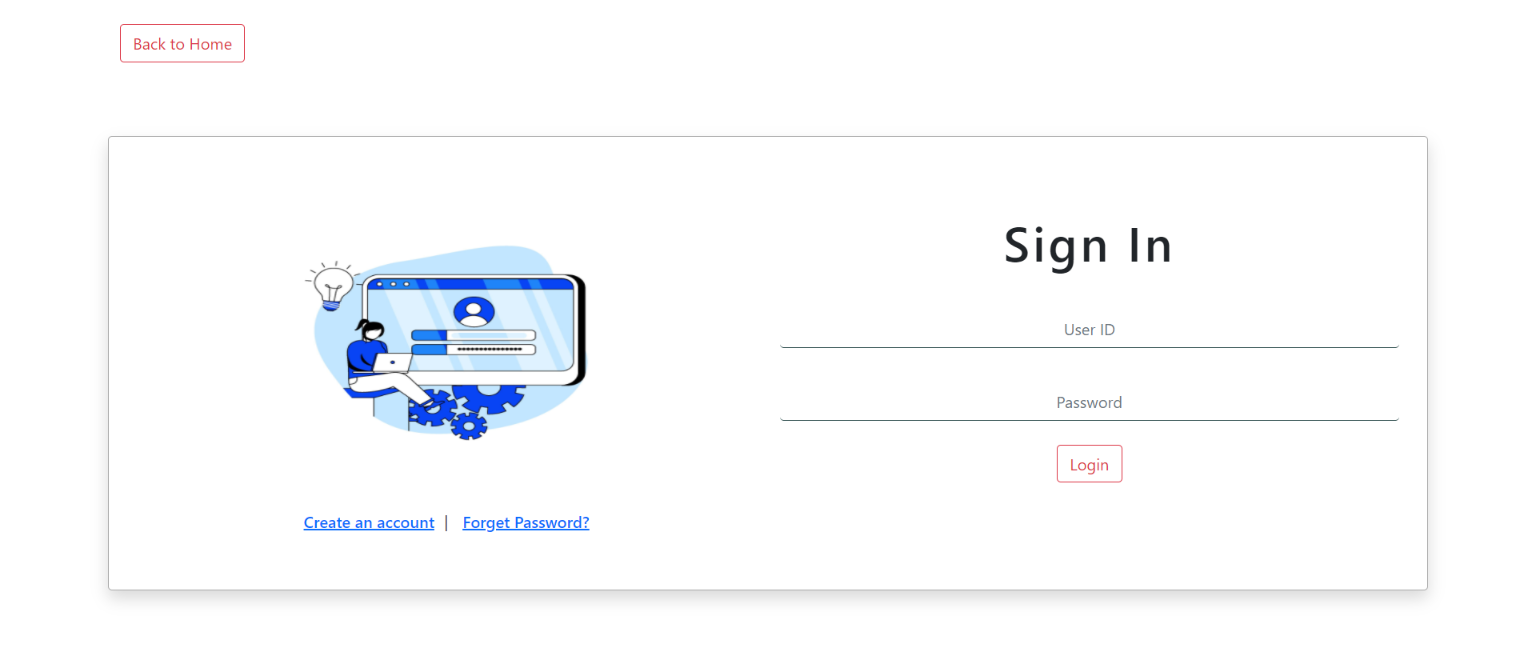 Back to Home
Sign In
User ID
Password
Login
Create an account | Forget Password?